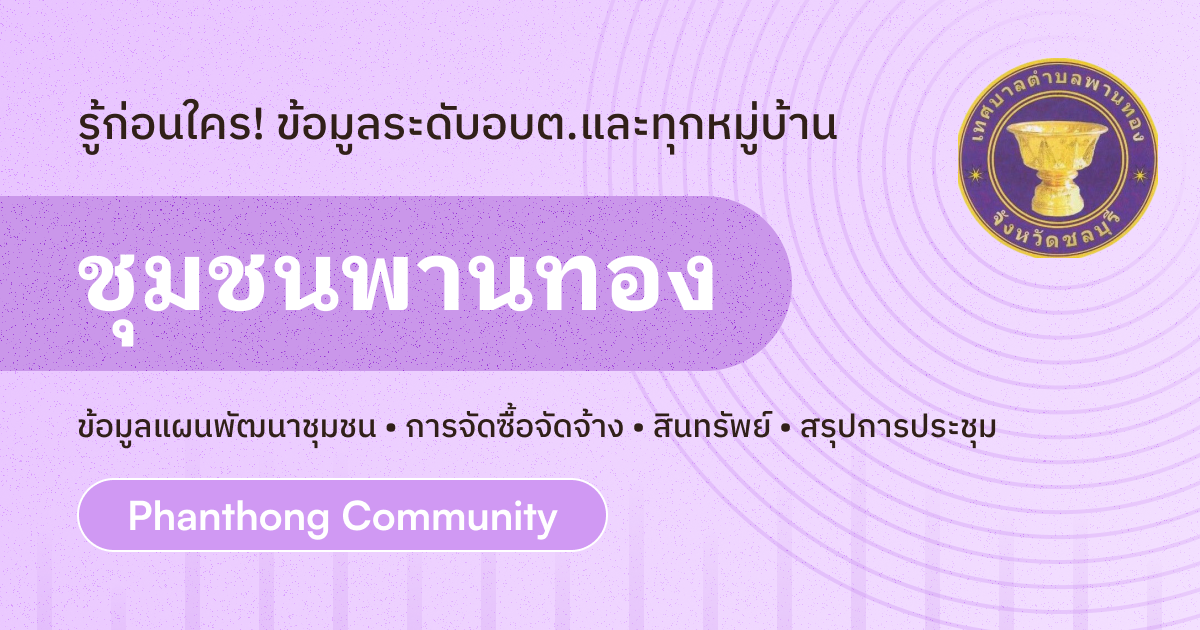 รู้ก่อนใคร! ข้อมูลระดับอบต.และทุกหมู่บ้าน
เทศบาลตำบลพานทอง
จังหวัดชลบุรี
ชุมชนพานทอง
ข้อมูลแผนพัฒนาชุมชน • การจัดซื้อจัดจ้าง • สินทรัพย์ • สรุปการประชุม
Phanthong Community